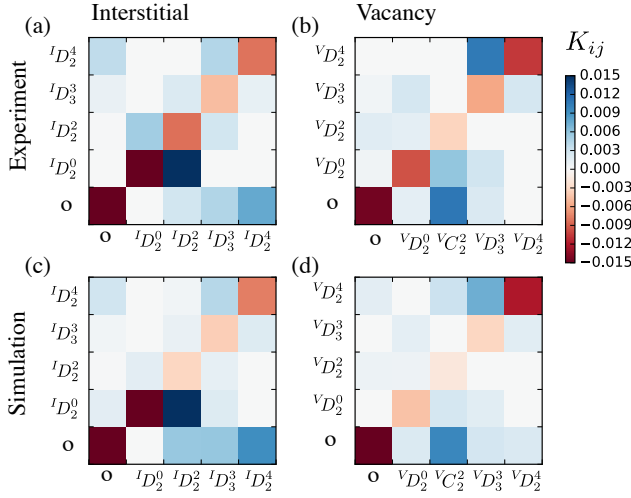 (a) Interstitial
(b) Vacancy
Experiment
Simulation
K_{ij}
0.015
0.012
0.009
0.006
0.003
0.000
−0.003
−0.006
−0.009
−0.012
−0.015
^{I}D_2^4
^{I}D_3^3
^{I}D_2^2
^{I}D_2^0
o
o ^{I}D_2^0 ^{I}D_2^2 ^{I}D_3^3 ^{I}D_2^4
^{V}D_2^4
^{V}D_3^3
^{V}D_2^2
^{V}D_2^0
o
o ^{V}D_2^0 ^{V}C_2^2 ^{V}D_3^3 ^{V}D_2^4
(c)
^{I}D_2^4
^{I}D_3^3
^{I}D_2^2
^{I}D_2^0
o
o ^{I}D_2^0 ^{I}D_2^2 ^{I}D_3^3 ^{I}D_2^4
(d)
^{V}D_2^4
^{V}D_3^3
^{V}D_2^2
^{V}D_2^0
o
o ^{V}D_2^0 ^{V}C_2^2 ^{V}D_3^3 ^{V}D_2^4